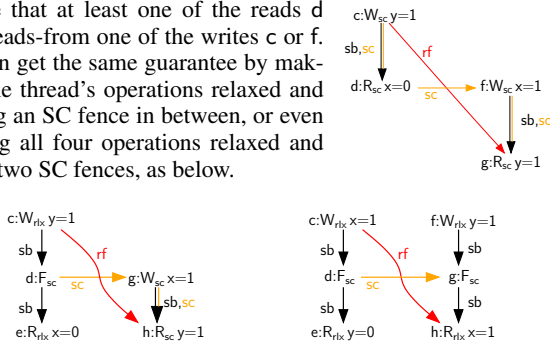 e that at least one of the reads d
eads-from one of the writes c or f.
n get the same guarantee by mak-
e thread's operations relaxed and
g an SC fence in between, or even
g all four operations relaxed and
two SC fences, as below.
c:Wsc y=1
sb,sc
rf
d:Rsc x=0
sc
f:Wsc x=1
sb,sc
g:Rsc y=1
c:Wrlx y=1
sb
rf
d:Fsc
sc
g:Wsc x=1
sb
sb,sc
e:Rrlx x=0
h:Rsc y=1
c:Wrlx x=1
f:Wrlx y=1
sb
rf
sb
d:Fsc
sc
g:Fsc
sb
sb
e:Rrlx y=0
h:Rrlx x=1